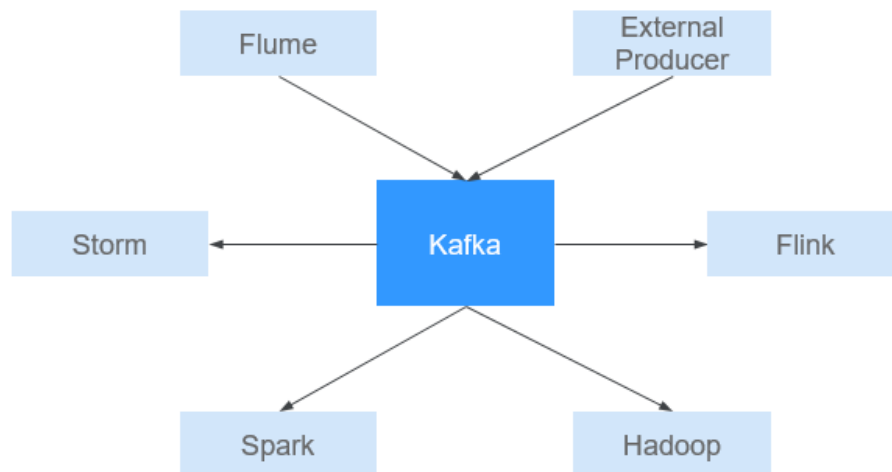 Flume
External
Producer
Storm
Kafka
Flink
Spark
Hadoop